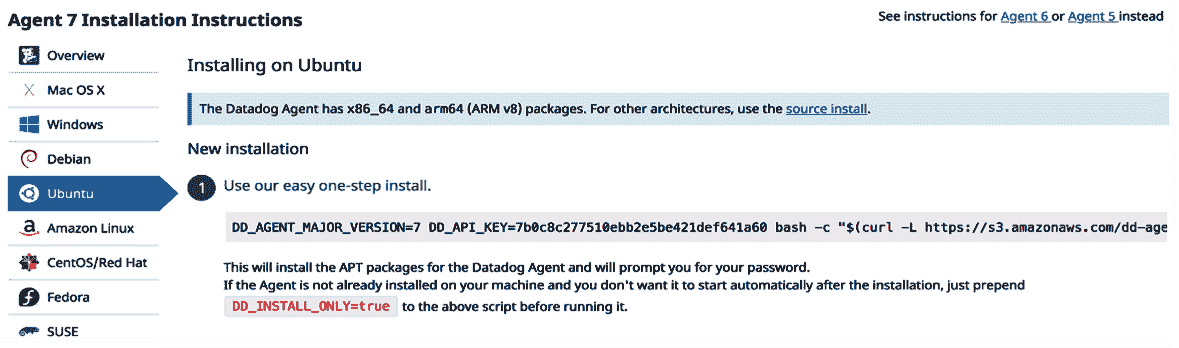 Agent 7 Installation Instructions
See instructions for Agent 6 or Agent 5 instead
Overview
Mac OS X
Windows
Debian
Ubuntu
Amazon Linux
CentOS/Red Hat
Fedora
SUSE
Installing on Ubuntu
The Datadog Agent has x86_64 and arm64 (ARM v8) packages. For other architectures, use the source install.
New installation
1 Use our easy one-step install.
DD_AGENT_MAJOR_VERSION=7 DD_API_KEY=7b0c8c277510ebb2e5be421def641a60 bash -c "$(curl -L https://s3.amazonaws.com/dd-age
This will install the APT packages for the Datadog Agent and will prompt you for your password.
If the Agent is not already installed on your machine and you don't want it to start automatically after the installation, just prepend
DD_INSTALL_ONLY=true to the above script before running it.